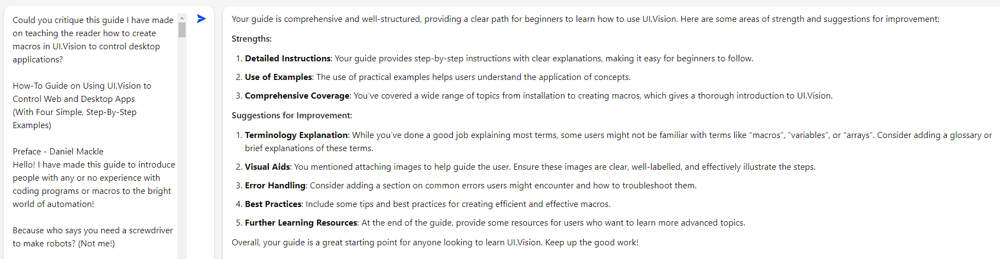 Could you critique this guide I have made
on teaching the reader how to create
macros in UI.Vision to control desktop
applications?
How-To Guide on Using UI.Vision to
Control Web and Desktop Apps
(With Four Simple, Step-By-Step
Examples)
Preface - Daniel Mackle
Hello! I have made this guide to introduce
people with any or no experience with
coding programs or macros to the bright
world of automation!
Because who says you need a screwdriver
to make robots? (Not me!)
Your guide is comprehensive and well-structured, providing a clear path for beginners to learn how to use UI.Vision. Here are some areas of strength and suggestions for improvement:
Strengths:
1. Detailed Instructions: Your guide provides step-by-step instructions with clear explanations, making it easy for beginners to follow.
2. Use of Examples: The use of practical examples helps users understand the application of concepts.
3. Comprehensive Coverage: You’ve covered a wide range of topics from installation to creating macros, which gives a thorough introduction to UI.Vision.
Suggestions for Improvement:
1. Terminology Explanation: While you’ve done a good job explaining most terms, some users might not be familiar with terms like “macros”, “variables”, or “arrays”. Consider adding a glossary or
brief explanations of these terms.
2. Visual Aids: You mentioned attaching images to help guide the user. Ensure these images are clear, well-labelled, and effectively illustrate the steps.
3. Error Handling: Consider adding a section on common errors users might encounter and how to troubleshoot them.
4. Best Practices: Include some tips and best practices for creating efficient and effective macros.
5. Further Learning Resources: At the end of the guide, provide some resources for users who want to learn more advanced topics.
Overall, your guide is a great starting point for anyone looking to learn UI.Vision. Keep up the good work!